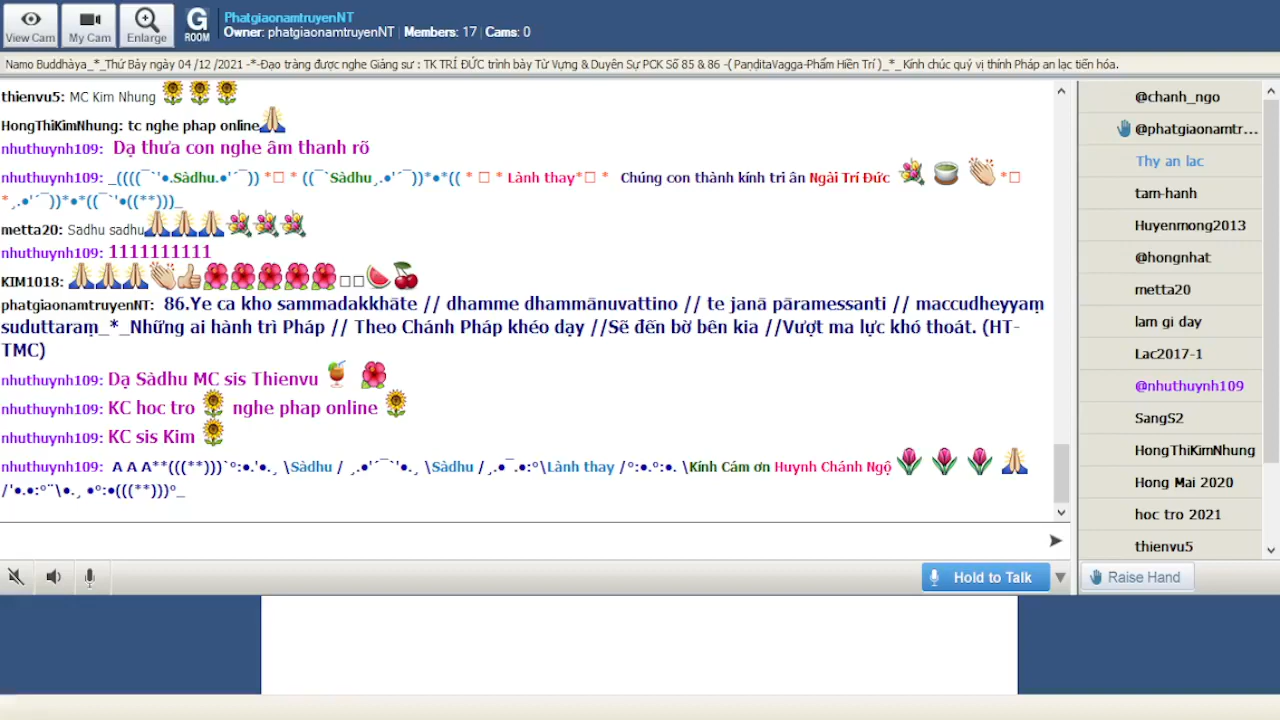 View Cam
My Cam
Enlarge
G
ROOM
PhatgiaonamtruyenNT
Owner: phatgiaonamtruyenNT | Members: 17 | Cams: 0
Namo Buddhàya_*_Thứ Bảy ngày 04 /12 /2021 -*-Đạo tràng được nghe Giảng sư : TK TRÍ ĐỨC trình bày Từ Vựng & Duyên Sự PCK Số 85 & 86 -( PaṇḍitaVagga-Phẩm Hiền Trí )_*_ Kính chúc quý vị thính Pháp an lạc tiến hóa.
thienvu5: MC Kim Nhung
HongThiKimNhung: tc nghe phap online
nhuthuynh109: Dạ thưa con nghe âm thanh rõ
nhuthuynh109: _((((¯`'●.Sàdhu.●'´¯)) *□ * ((¯`Sàdhu¸.●'´¯))*●*(( * □ * Lành thay*□ * Chúng con thành kính tri ân Ngài Trí Đức *□
*¸.●'´¯))*●*((¯`'●((**)))_
metta20: Sadhu sadhu
nhuthuynh109: 1111111111
KIM1018: □□
phatgiaonamtruyenNT: 86.Ye ca kho sammadakkhāte // dhamme dhammānuvattino // te janā pāramessanti // maccudheyyaṃ
suduttaraṃ_*_Những ai hành trì Pháp // Theo Chánh Pháp khéo dạy //Sẽ đến bờ bên kia //Vượt ma lực khó thoát. (HT-
TMC)
nhuthuynh109: Dạ Sàdhu MC sis Thienvu
nhuthuynh109: KC hoc tro nghe phap online
nhuthuynh109: KC sis Kim
nhuthuynh109: A A A**(((**)))`º:●.'●.¸ \Sàdhu / ¸.●'´¯`'●.¸ \Sàdhu / ¸.●¯.●:º\Lành thay /º:●.º:●. \Kính Cám ơn Huynh Chánh Ngộ
/'●.●:º¨\●.¸ ●º:●(((**)))º_
Hold to Talk
@chanh_ngo
@phatgiaonamtr...
Thy an lac
tam-hanh
Huyenmong2013
@hongnhat
metta20
lam gi day
Lac2017-1
@nhuthuynh109
SangS2
HongThiKimNhung
Hong Mai 2020
hoc tro 2021
thienvu5
Raise Hand